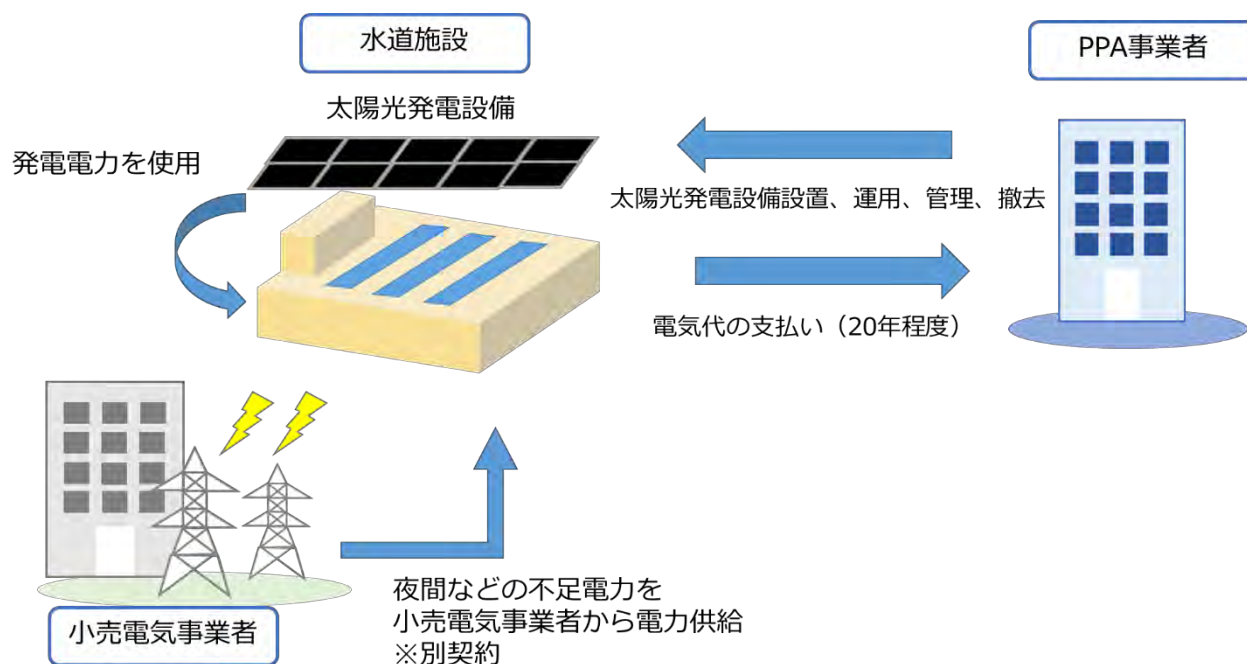 水道施設
PPA事業者
太陽光発電設備
発電電力を使用
太陽光発電設備設置、運用、管理、撤去
電気代の支払い（20年程度）
夜間などの不足電力を
小売電気事業者から電力供給
※別契約
小売電気事業者